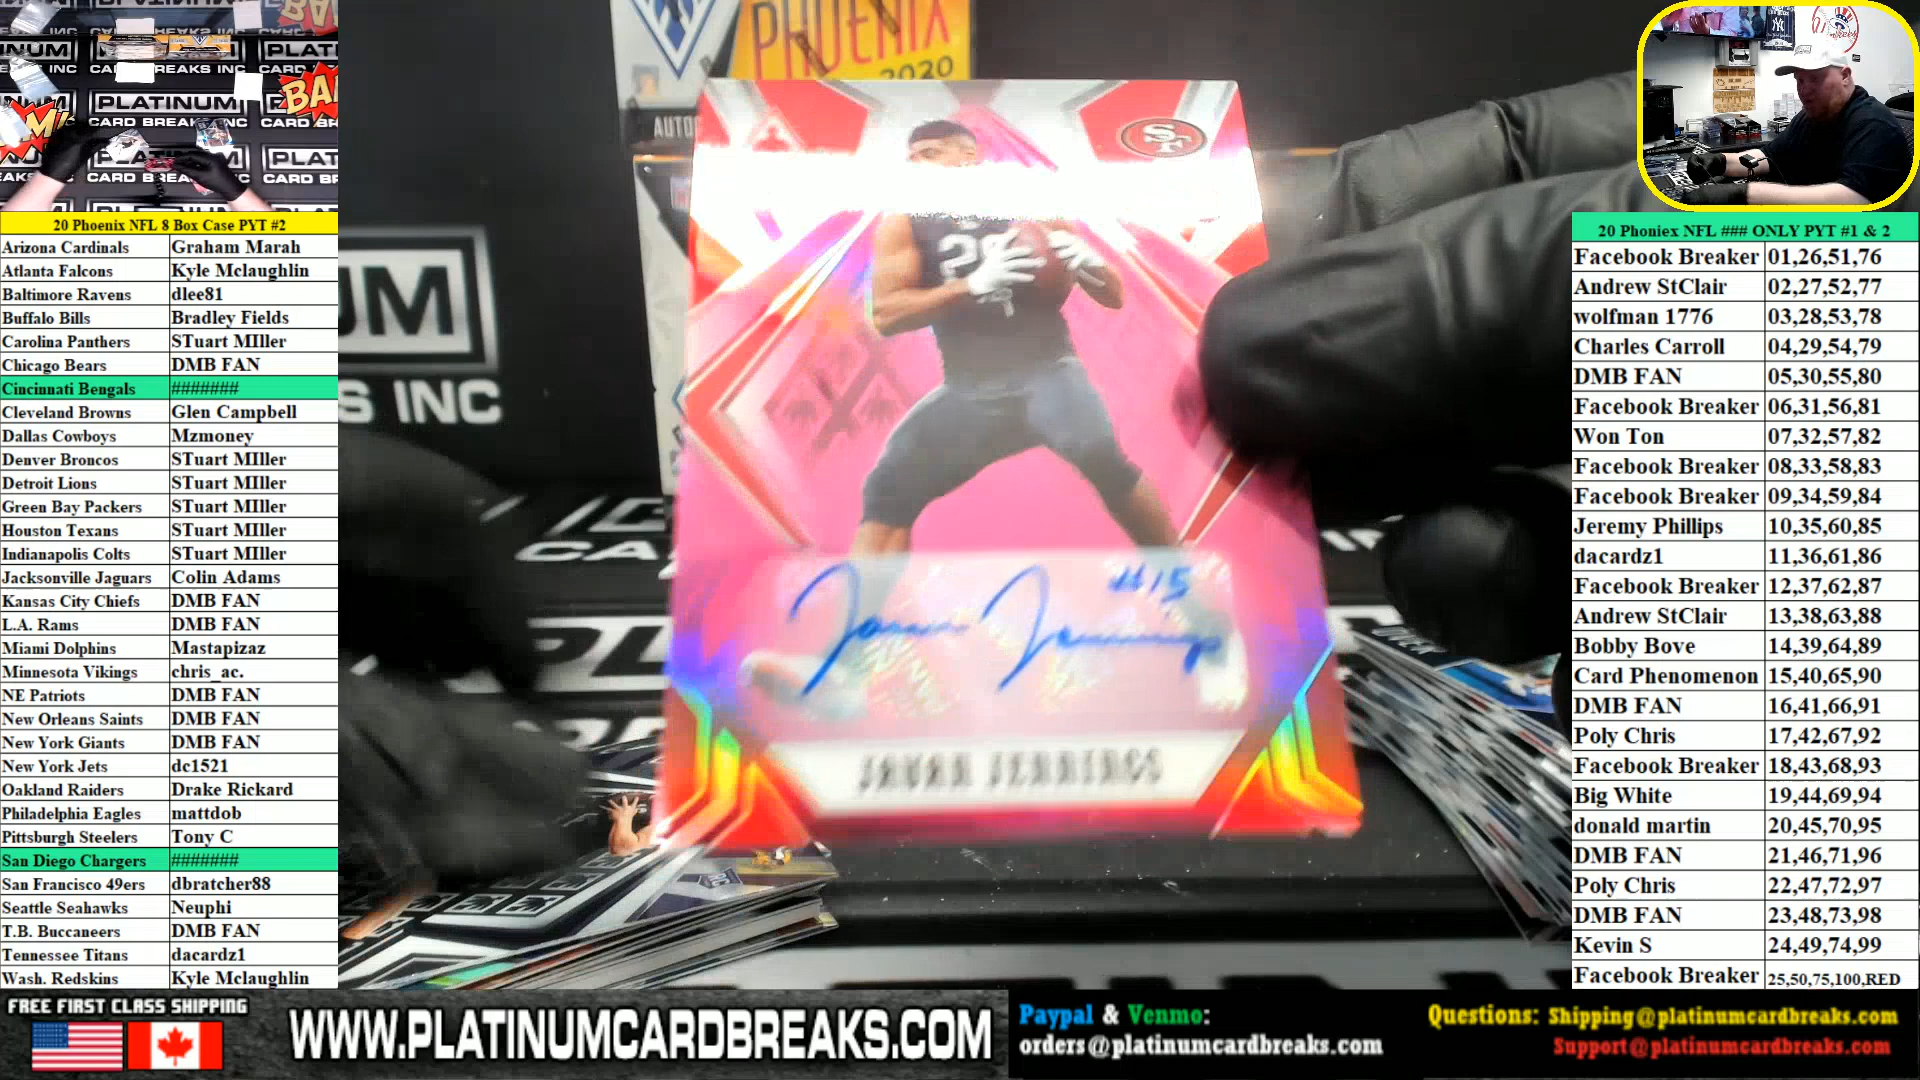 PLATINUM
CARD BREAKS INC
20 Phoenix NFL 8 Box Case PYT #2
Arizona Cardinals Graham Marah
Atlanta Falcons Kyle Mclaughlin
Baltimore Ravens dlee81
Buffalo Bills Bradley Fields
Carolina Panthers STuart MIller
Chicago Bears DMB FAN
Cincinnati Bengals #######
Cleveland Browns Glen Campbell
Dallas Cowboys Mzmoney
Denver Broncos STuart MIller
Detroit Lions STuart MIller
Green Bay Packers STuart MIller
Houston Texans STuart MIller
Indianapolis Colts STuart MIller
Jacksonville Jaguars Colin Adams
Kansas City Chiefs DMB FAN
L.A. Rams DMB FAN
Miami Dolphins Mastapizaz
Minnesota Vikings chris_ac.
NE Patriots DMB FAN
New Orleans Saints DMB FAN
New York Giants DMB FAN
New York Jets dc1521
Oakland Raiders Drake Rickard
Philadelphia Eagles mattdob
Pittsburgh Steelers Tony C
San Diego Chargers #######
San Francisco 49ers dbratcher88
Seattle Seahawks Neuphi
T.B. Buccaneers DMB FAN
Tennessee Titans dacardz1
Wash. Redskins Kyle Mclaughlin
PHOENIX
2020
AUTO
SF
UM
S INC
#15
JAUAN JENNINGS
RC
20 Phoniex NFL ### ONLY PYT #1 & 2
Facebook Breaker 01,26,51,76
Andrew StClair 02,27,52,77
wolfman 1776 03,28,53,78
Charles Carroll 04,29,54,79
DMB FAN 05,30,55,80
Facebook Breaker 06,31,56,81
Won Ton 07,32,57,82
Facebook Breaker 08,33,58,83
Facebook Breaker 09,34,59,84
Jeremy Phillips 10,35,60,85
dacardz1 11,36,61,86
Facebook Breaker 12,37,62,87
Andrew StClair 13,38,63,88
Bobby Bove 14,39,64,89
Card Phenomenon 15,40,65,90
DMB FAN 16,41,66,91
Poly Chris 17,42,67,92
Facebook Breaker 18,43,68,93
Big White 19,44,69,94
donald martin 20,45,70,95
DMB FAN 21,46,71,96
Poly Chris 22,47,72,97
DMB FAN 23,48,73,98
Kevin S 24,49,74,99
Facebook Breaker 25,50,75,100,RED
FREE FIRST CLASS SHIPPING
WWW.PLATINUMCARDBREAKS.COM
Paypal & Venmo:
orders@platinumcardbreaks.com
Questions: Shipping@platinumcardbreaks.com
Support@platinumcardbreaks.com